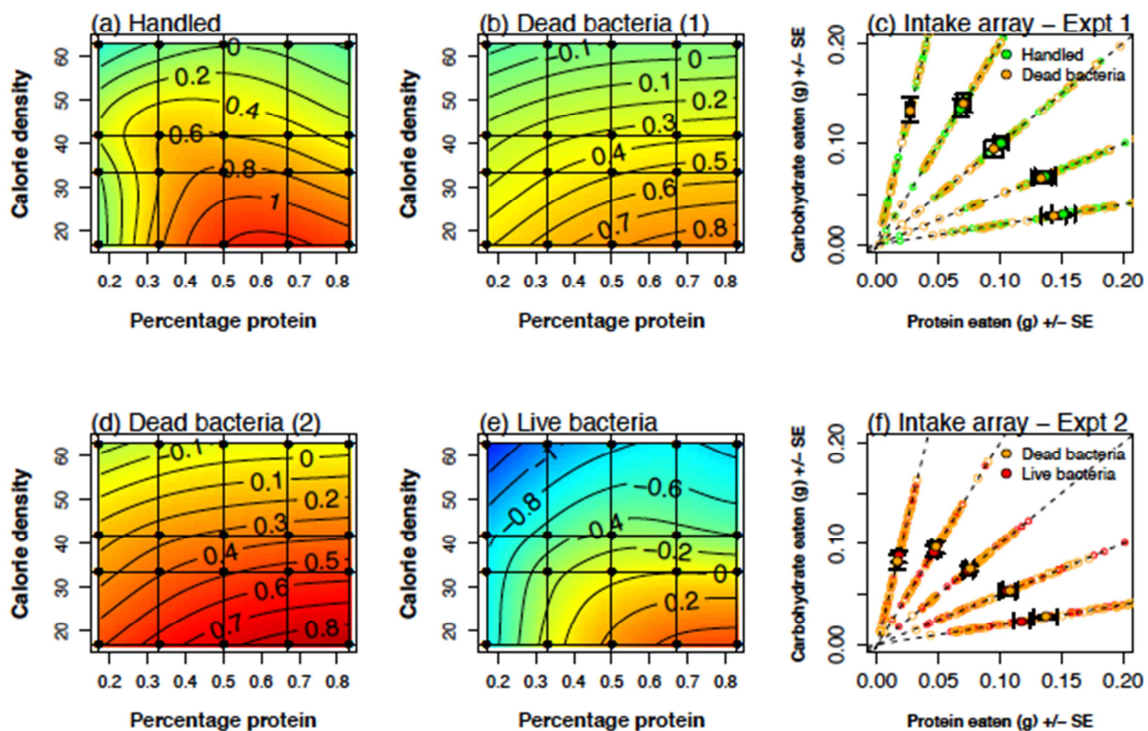 (a) Handled
Calorie density
60
50
40
30
20
0
0.2
0.4
0.6
0.8
1
0.2 0.3 0.4 0.5 0.6 0.7 0.8
Percentage protein
(b) Dead bacteria (1)
Calorie density
60
50
40
30
20
−0.1
0
0.1
0.2
0.3
0.4
0.5
0.6
0.7
0.8
0.2 0.3 0.4 0.5 0.6 0.7 0.8
Percentage protein
(c) Intake array − Expt 1
Carbohydrate eaten (g) +/− SE
0.20
0.10
0.00
Handled
Dead bacteria
0.00 0.05 0.10 0.15 0.20
Protein eaten (g) +/− SE
(d) Dead bacteria (2)
Calorie density
60
50
40
30
20
−0.1
0
0.1
0.2
0.3
0.4
0.5
0.6
0.7
0.8
0.2 0.3 0.4 0.5 0.6 0.7 0.8
Percentage protein
(e) Live bacteria
Calorie density
60
50
40
30
20
−1
−0.8
−0.6
−0.4
−0.2
0
0.2
0.2 0.3 0.4 0.5 0.6 0.7 0.8
Percentage protein
(f) Intake array − Expt 2
Carbohydrate eaten (g) +/− SE
0.20
0.10
0.00
Dead bacteria
Live bacteria
0.00 0.05 0.10 0.15 0.20
Protein eaten (g) +/− SE